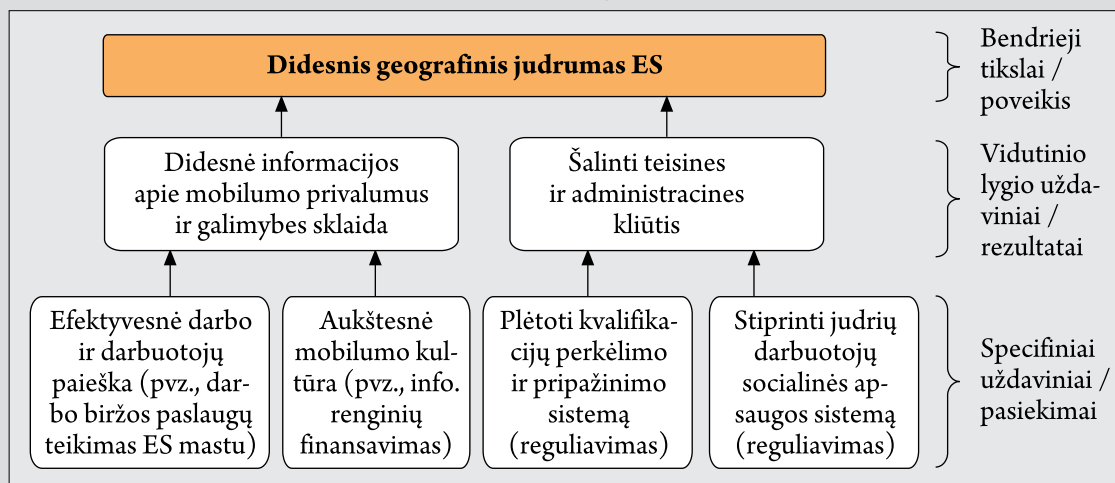 Didesnis geografinis judrumas ES
Bendrieji
tikslai /
poveikis
Didesnė informacijos
apie mobilumo privalumus
ir galimybes sklaida
Šalinti teisines
ir administracines
kliūtis
Vidutinio
lygio užda-
viniai /
rezultatai
Efektyvesnė darbo
ir darbuotojų
paieška (pvz., dar-
bo biržos paslaugų
teikimas ES mastu)
Aukštesnė
mobilumo kul-
tūra (pvz., info.
renginių
finansavimas)
Plėtoti kvalifika-
cijų perkėlimo
ir pripažinimo
sistemą
(reguliavimas)
Stiprinti judrių
darbuotojų
socialinės ap-
saugos sistemą
(reguliavimas)
Specifiniai
uždaviniai /
pasiekimai